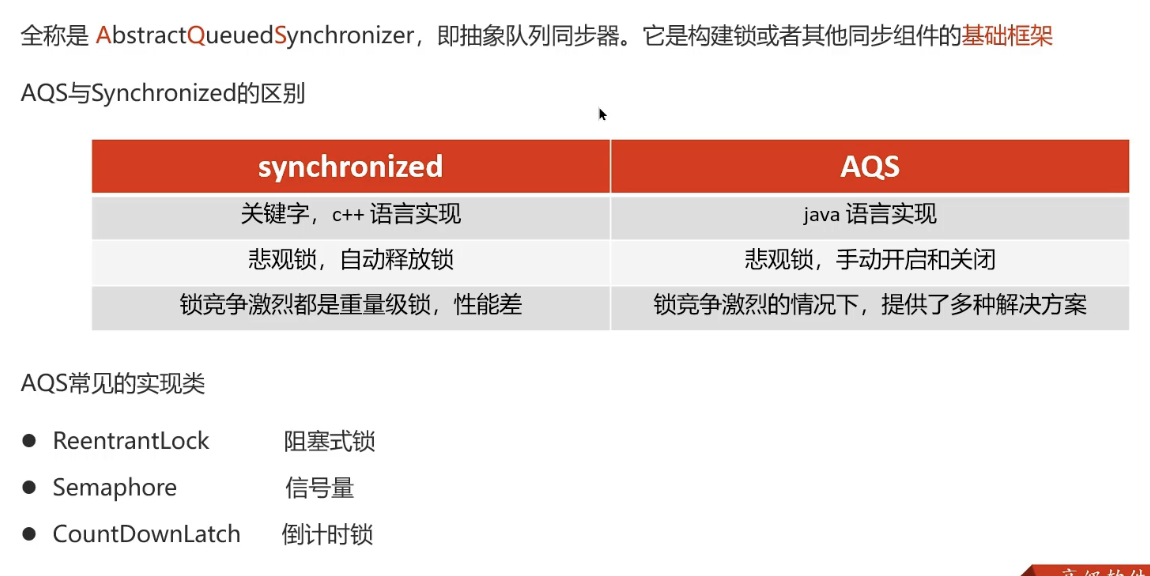 全称是 AbstractQueuedSynchronizer，即抽象队列同步器。它是构建锁或者其他同步组件的基础框架
AQS与Synchronized的区别
synchronized AQS
关键字，c++ 语言实现 java 语言实现
悲观锁，自动释放锁 悲观锁，手动开启和关闭
锁竞争激烈都是重量级锁，性能差 锁竞争激烈的情况下，提供了多种解决方案
AQS常见的实现类
● ReentrantLock 阻塞式锁
● Semaphore 信号量
● CountDownLatch 倒计时锁